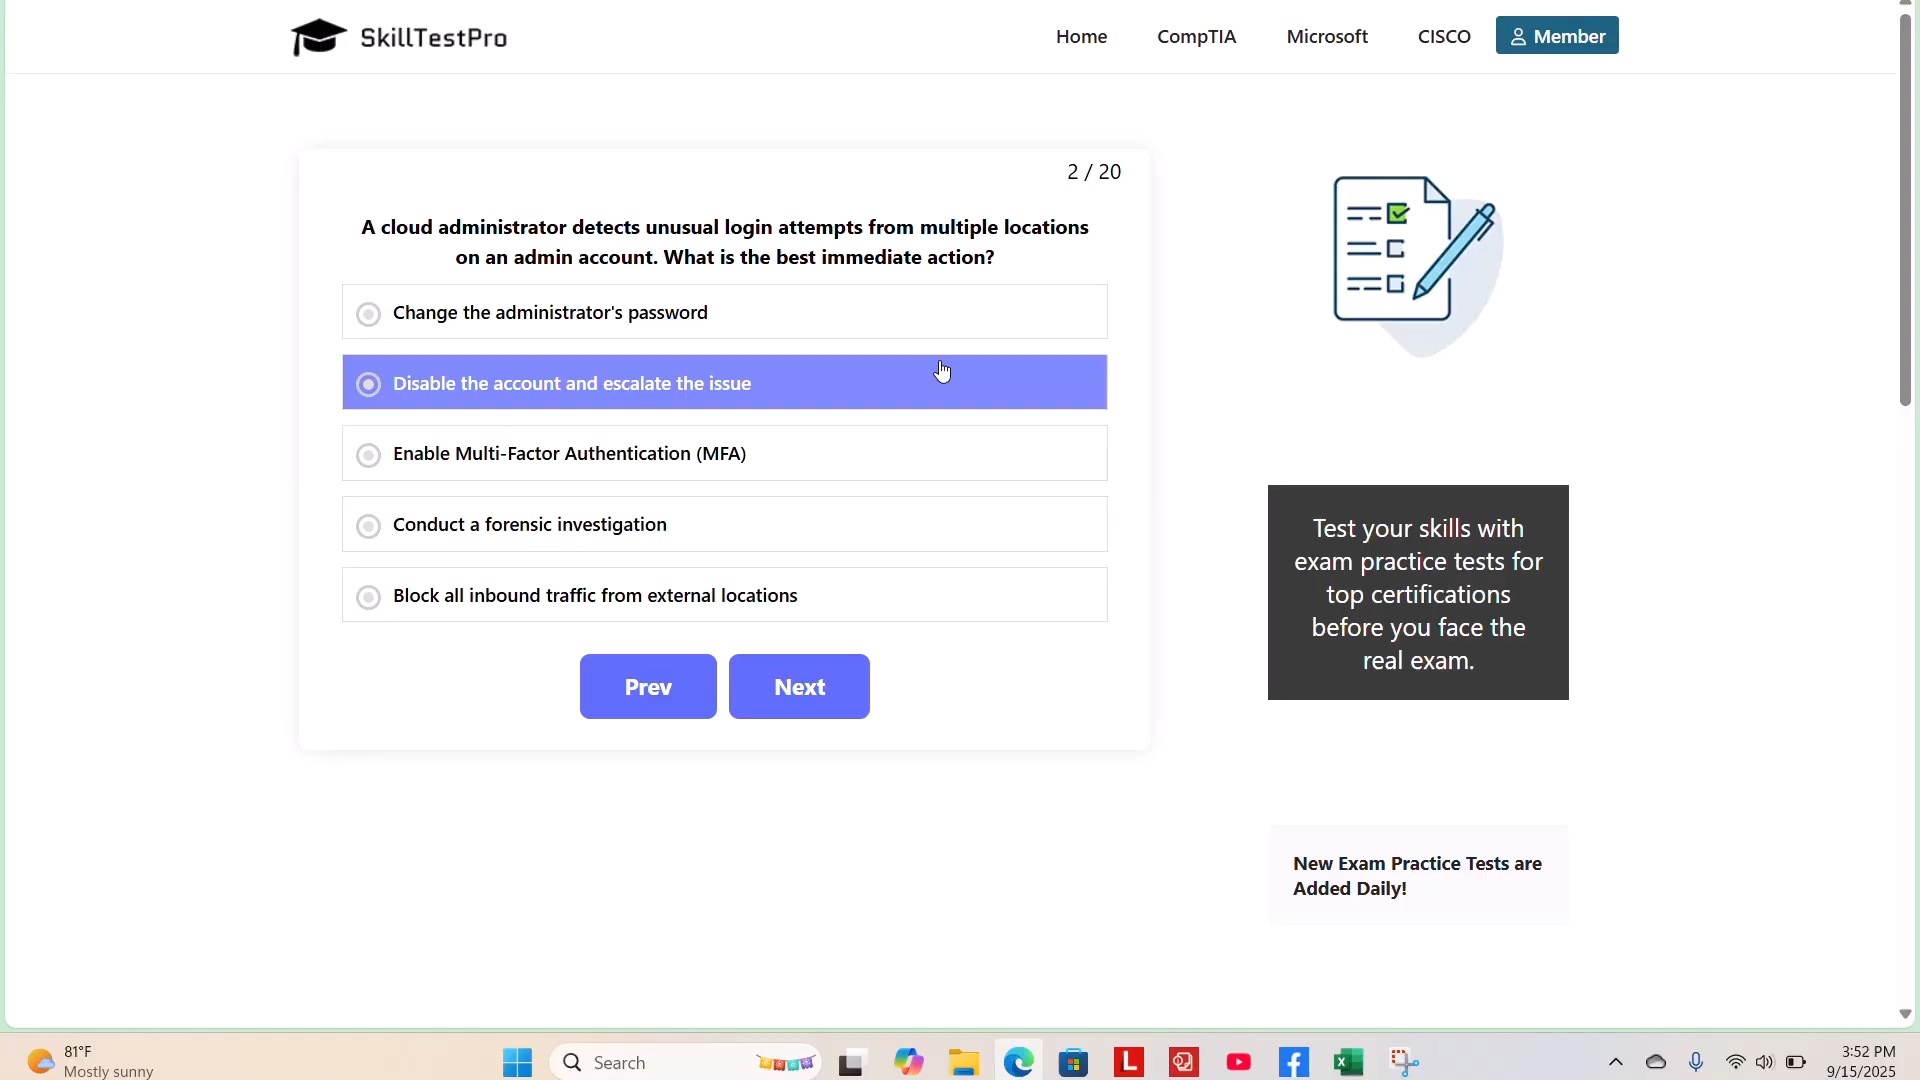 SkillTestPro
Home
CompTIA
Microsoft
CISCO
Member
2 / 20
A cloud administrator detects unusual login attempts from multiple locations
on an admin account. What is the best immediate action?
Change the administrator's password
Disable the account and escalate the issue
Enable Multi-Factor Authentication (MFA)
Conduct a forensic investigation
Block all inbound traffic from external locations
Prev
Next
Test your skills with
exam practice tests for
top certifications
before you face the
real exam.
New Exam Practice Tests are
Added Daily!
81°F
Mostly sunny
Search
L
3:52 PM
9/15/2025